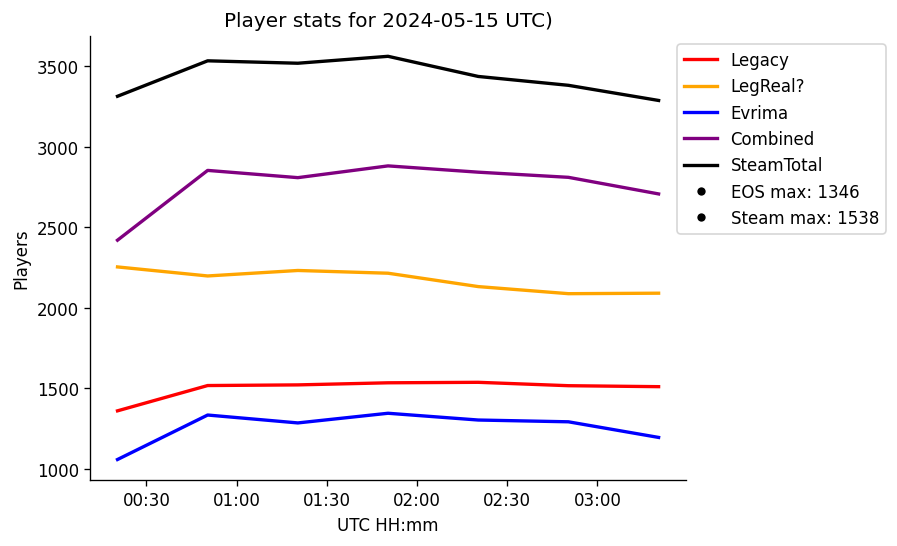 Player stats for 2024-05-15 UTC)
Legacy
LegReal?
Evrima
Combined
SteamTotal
EOS max: 1346
Steam max: 1538
Players
3500
3000
2500
2000
1500
1000
00:30 01:00 01:30 02:00 02:30 03:00
UTC HH:mm